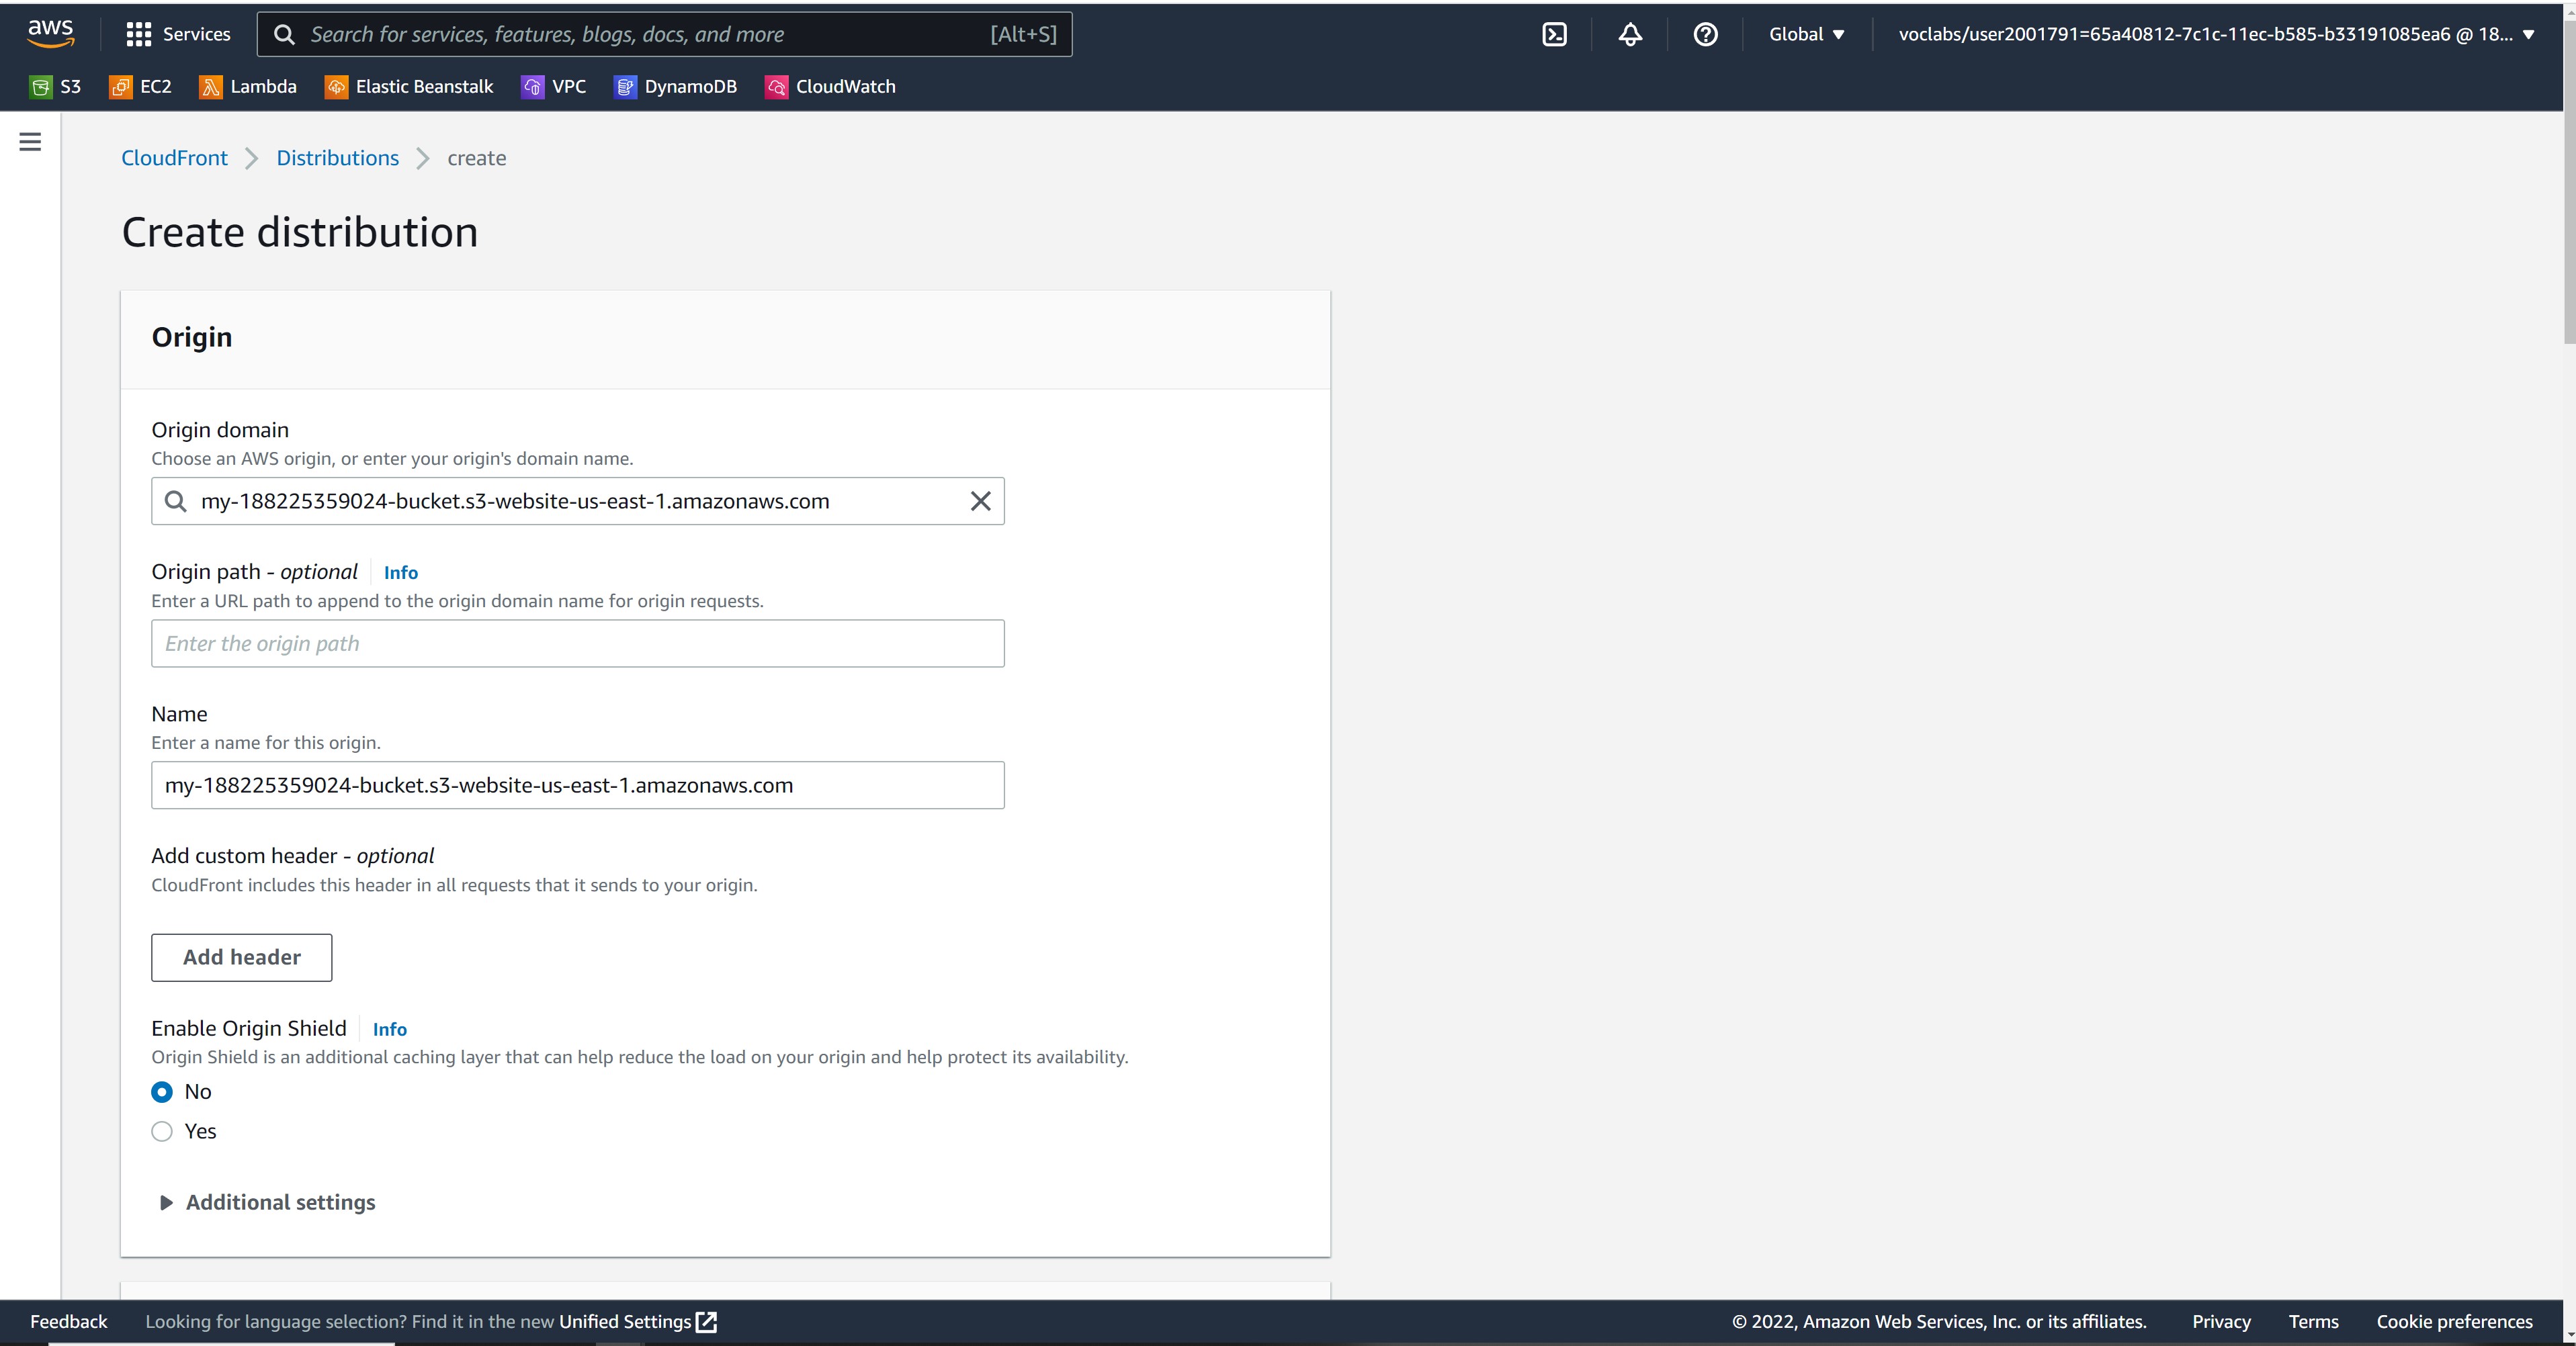 aws
Services
Search for services, features, blogs, docs, and more [Alt+S]
Global
voclabs/user2001791=65a40812-7c1c-11ec-b585-b33191085ea6 @ 18...
S3 EC2 Lambda Elastic Beanstalk VPC DynamoDB CloudWatch
CloudFront > Distributions > create
Create distribution
Origin
Origin domain
Choose an AWS origin, or enter your origin's domain name.
my-188225359024-bucket.s3-website-us-east-1.amazonaws.com
Origin path - optional Info
Enter a URL path to append to the origin domain name for origin requests.
Enter the origin path
Name
Enter a name for this origin.
my-188225359024-bucket.s3-website-us-east-1.amazonaws.com
Add custom header - optional
CloudFront includes this header in all requests that it sends to your origin.
Add header
Enable Origin Shield Info
Origin Shield is an additional caching layer that can help reduce the load on your origin and help protect its availability.
No
Yes
Additional settings
Feedback Looking for language selection? Find it in the new Unified Settings © 2022, Amazon Web Services, Inc. or its affiliates. Privacy Terms Cookie preferences